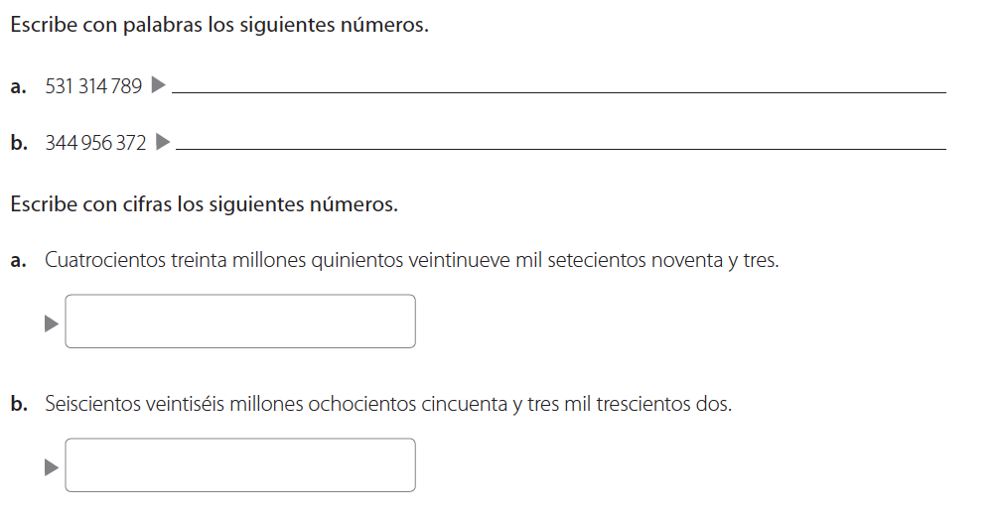 Escribe con palabras los siguientes números.
a. 531 314 789 ▶
b. 344 956 372 ▶
Escribe con cifras los siguientes números.
a. Cuatrocientos treinta millones quinientos veintinueve mil setecientos noventa y tres.
▶
b. Seiscientos veintiséis millones ochocientos cincuenta y tres mil trescientos dos.
▶